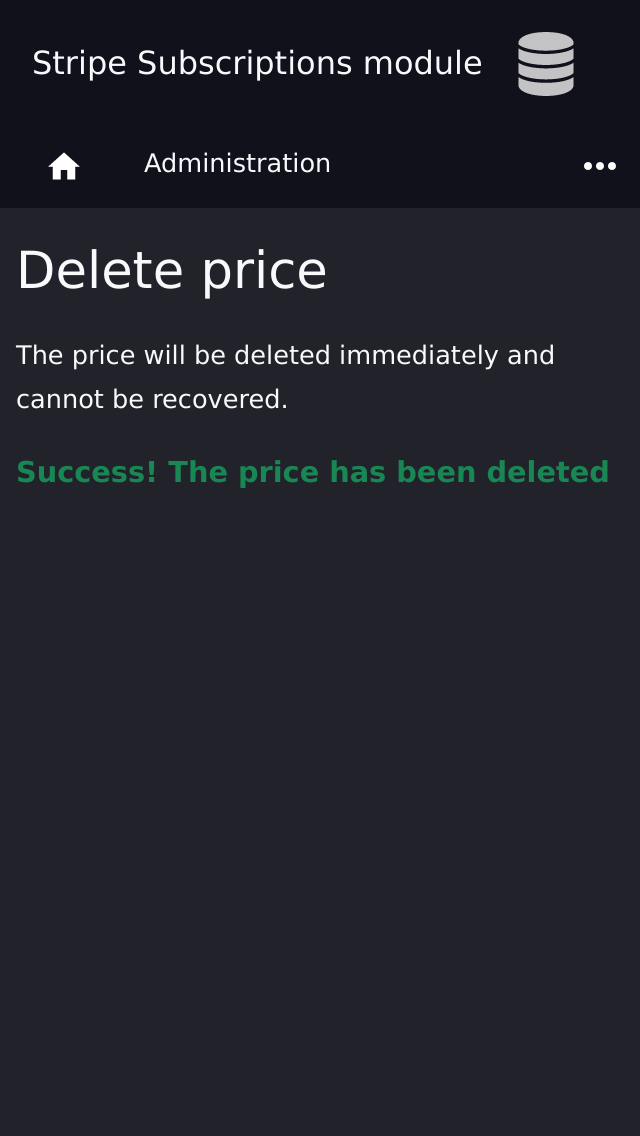 Stripe Subscriptions module
Administration
Delete price
The price will be deleted immediately and
cannot be recovered.
Success! The price has been deleted